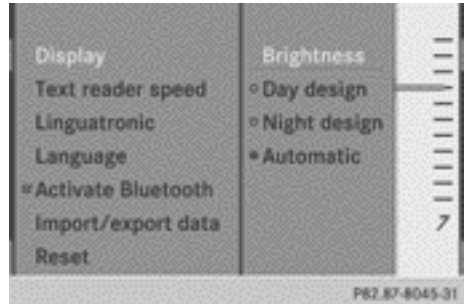 Display
Text reader speed
Linguatronic
Language
Activate Bluetooth
Import/export data
Reset
Brightness
Day design
Night design
Automatic
7
P82.87-8045-31